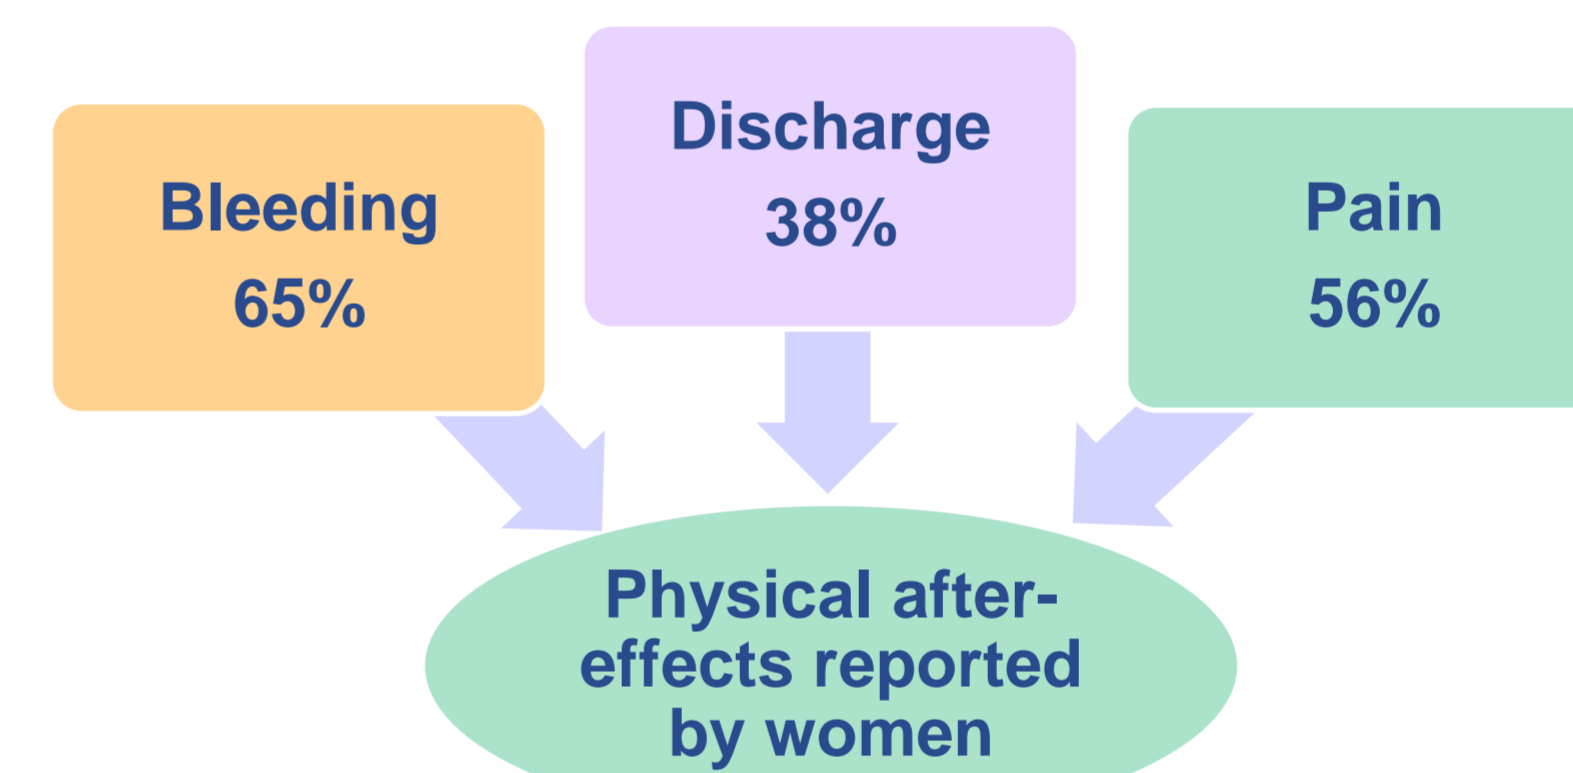 Bleeding
65%
Discharge
38%
Pain
56%
Physical after-
effects reported
by women